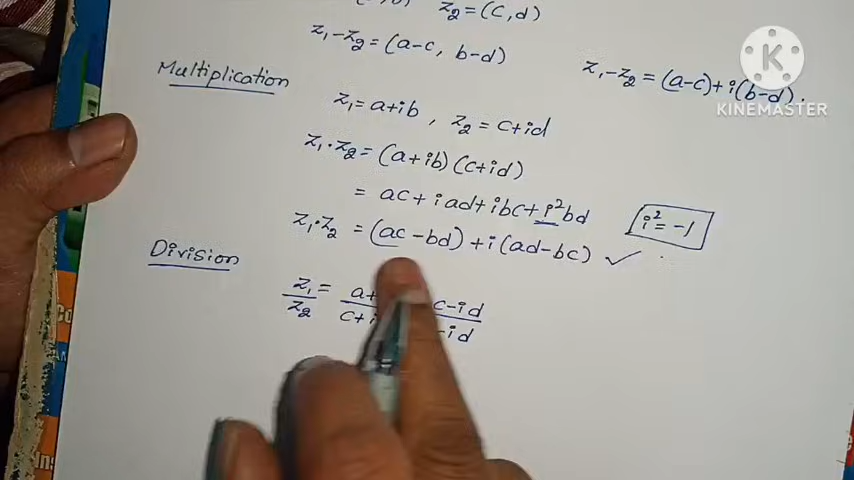 z₂ = (c, d)
z₁ - z₂ = (a-c, b-d)
z₁ - z₂ = (a-c) + i(b-d).
K
KINEMASTER
Multiplication
z₁ = a+ib, z₂ = c+id
z₁·z₂ = (a+ib)(c+id)
= ac + iad + ibc + i²bd
i² = -1
z₁·z₂ = (ac - bd) + i(ad - bc) ✓
Division
z₁/z₂ = c-id